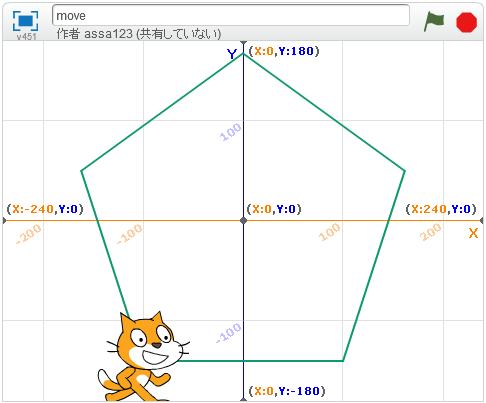 move
v451
作者 assa123 (共有していない)
Y
(X:0,Y:180)
100
(X:-240,Y:0)
(X:0,Y:0)
(X:240,Y:0)
-200
-100
100
200
X
-100
(X:0,Y:-180)